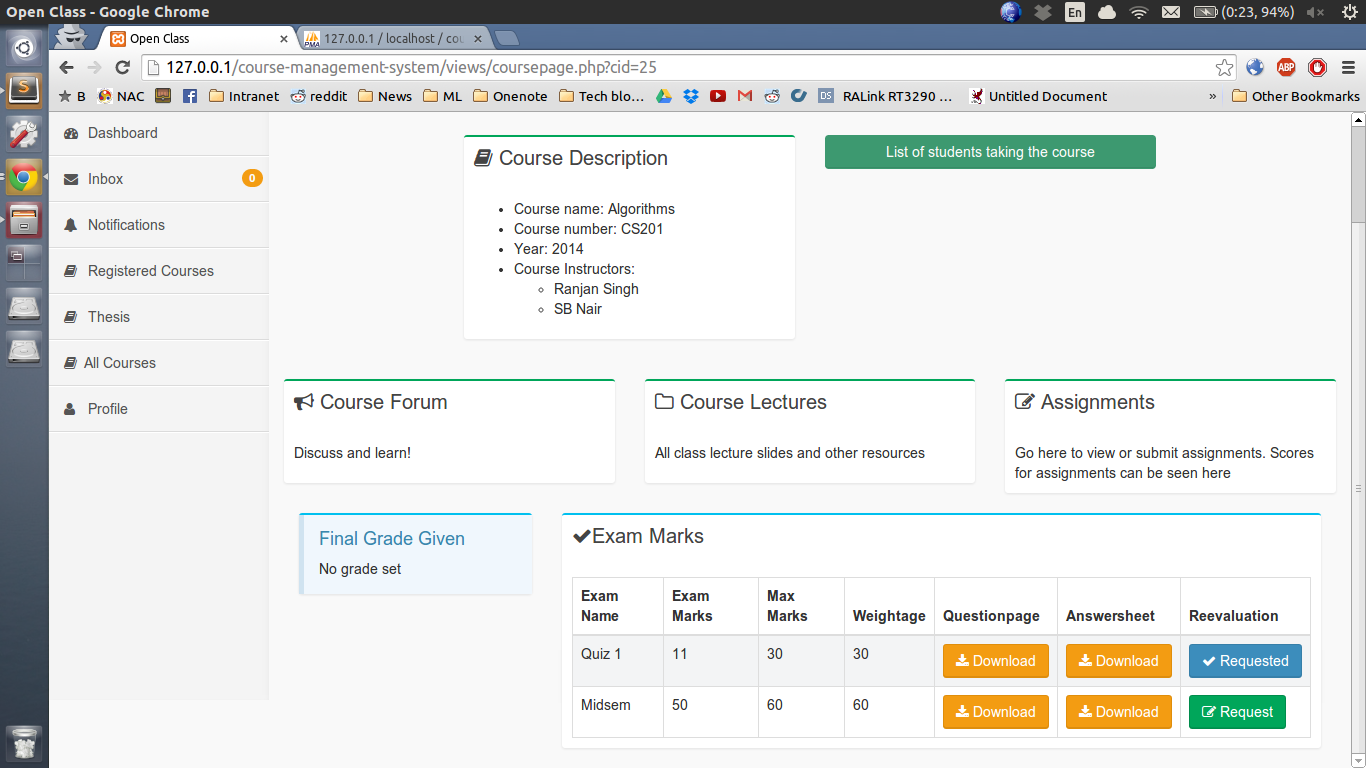 Open Class - Google Chrome
En
(0:23, 94%)
Open Class
127.0.0.1 / localhost / cou
127.0.0.1/course-management-system/views/coursepage.php?cid=25
B NAC Intranet reddit News ML Onenote Tech blo... DS RALink RT3290 ... Untitled Document » Other Bookmarks
ABP
PMA
Dashboard
Inbox 0
Notifications
Registered Courses
Thesis
All Courses
Profile
Course Description
Course name: Algorithms
Course number: CS201
Year: 2014
Course Instructors:
Ranjan Singh
SB Nair
List of students taking the course
Course Forum
Discuss and learn!
Course Lectures
All class lecture slides and other resources
Assignments
Go here to view or submit assignments. Scores
for assignments can be seen here
Final Grade Given
No grade set
Exam Marks
Exam Name Exam Marks Max Marks Weightage Questionpage Answersheet Reevaluation
Quiz 1 11 30 30 Download Download Requested
Midsem 50 60 60 Download Download Request